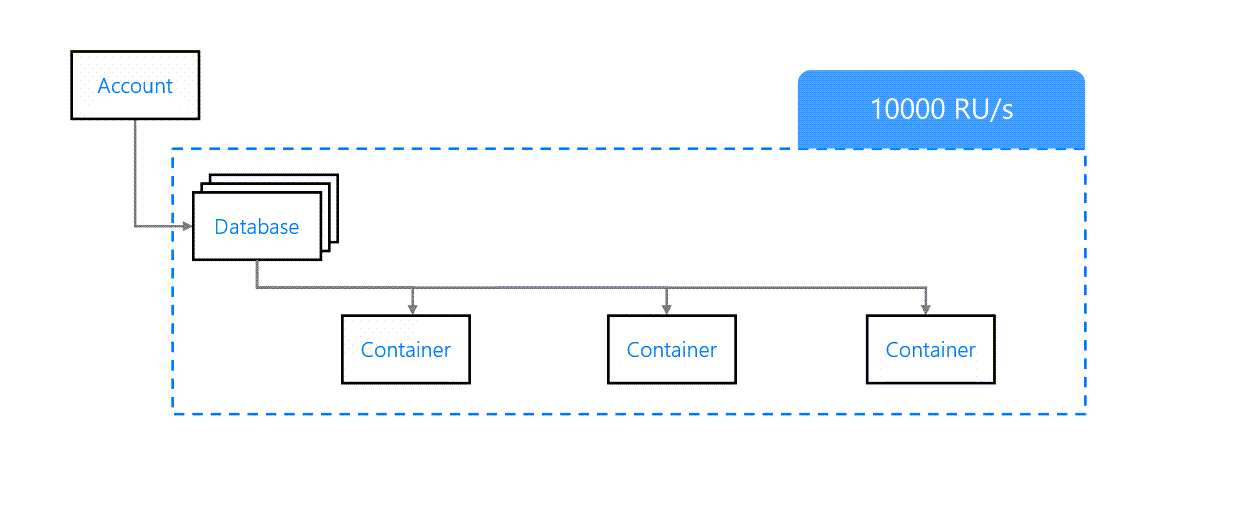 Account
10000 RU/s
Database
Container
Container
Container